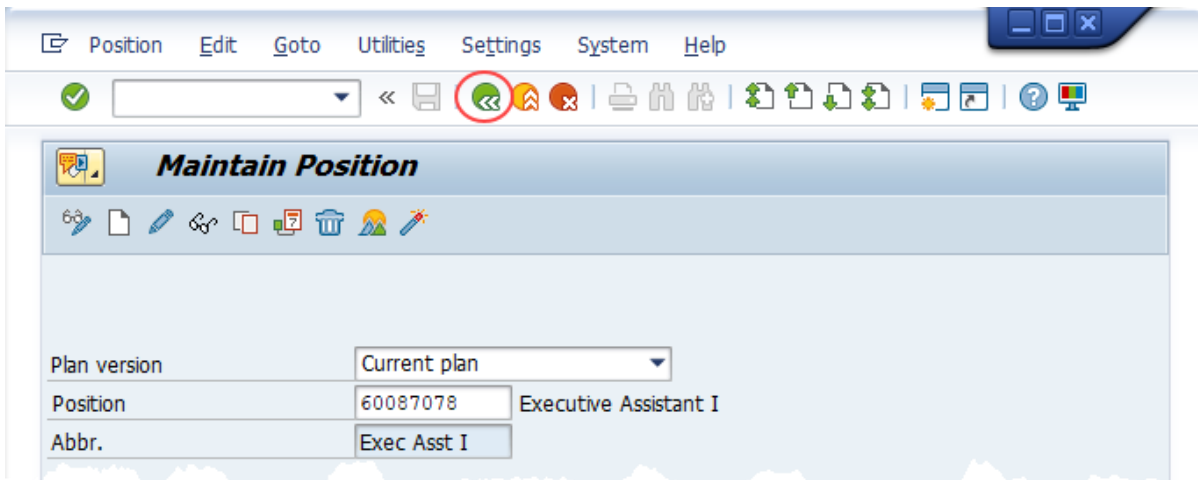 Position Edit Goto Utilities Settings System Help
Maintain Position
Plan version Current plan
Position 60087078 Executive Assistant I
Abbr. Exec Asst I